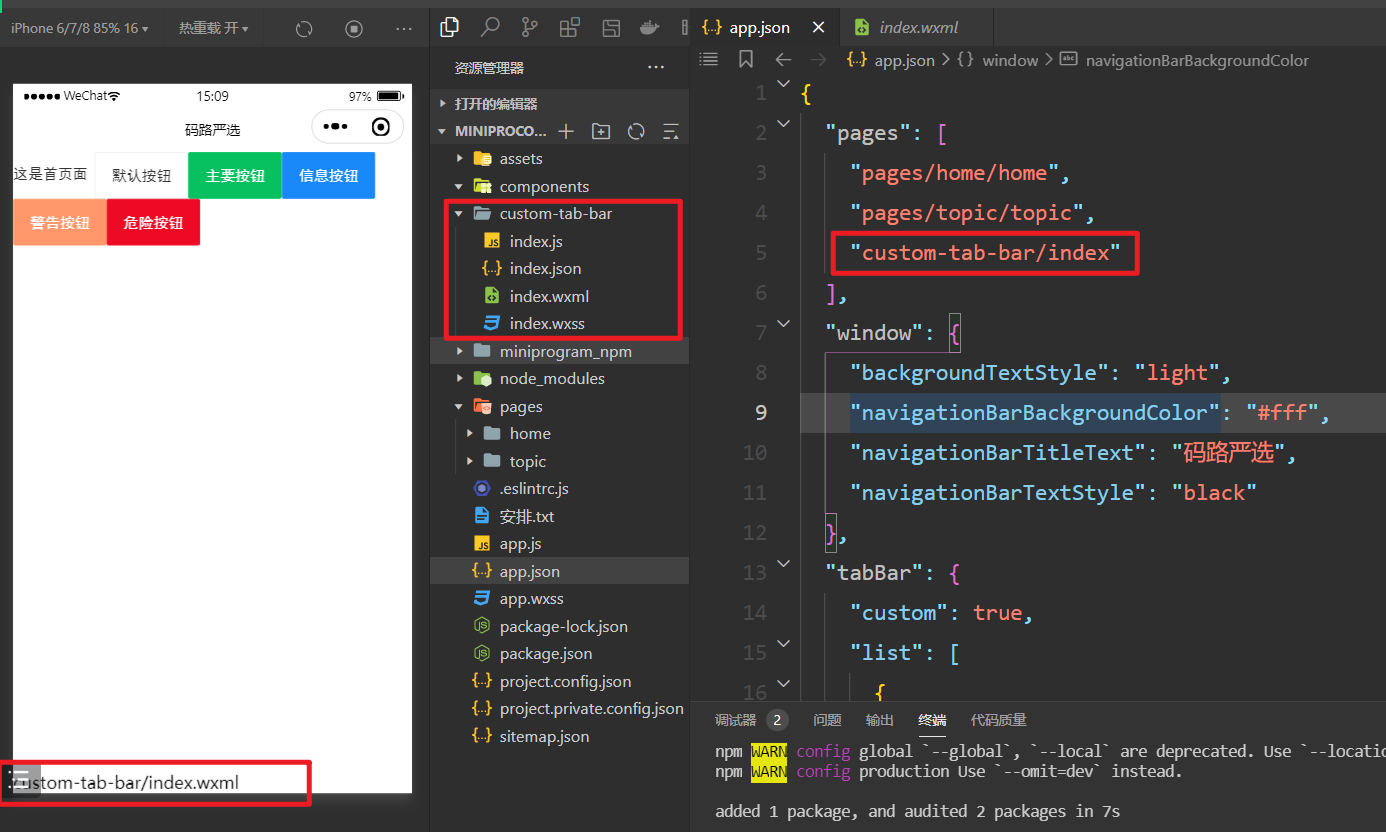 iPhone 6/7/8 85% 16
热重载 开
WeChat
15:09
97%
码路严选
这是首页面
默认按钮
主要按钮
信息按钮
警告按钮
危险按钮
custom-tab-bar/index.wxml
资源管理器
打开的编辑器
MINIPROCO...
assets
components
custom-tab-bar
index.js
index.json
index.wxml
index.wxss
miniprogram_npm
node_modules
pages
home
topic
.eslintrc.js
安排.txt
app.js
app.json
app.wxss
package-lock.json
package.json
project.config.json
project.private.config.json
sitemap.json
app.json
index.wxml
app.json > {} window > navigationBarBackgroundColor
1 {
2 "pages": [
3 "pages/home/home",
4 "pages/topic/topic",
5 "custom-tab-bar/index"
6 ],
7 "window": {
8 "backgroundTextStyle": "light",
9 "navigationBarBackgroundColor": "#fff",
10 "navigationBarTitleText": "码路严选",
11 "navigationBarTextStyle": "black"
12 },
13 "tabBar": {
14 "custom": true,
15 "list": [
16 {
调试器 2 问题 输出 终端 代码质量
npm WARN config global `--global`, `--local` are deprecated. Use `--locatio
npm WARN config production Use `--omit=dev` instead.
added 1 package, and audited 2 packages in 7s